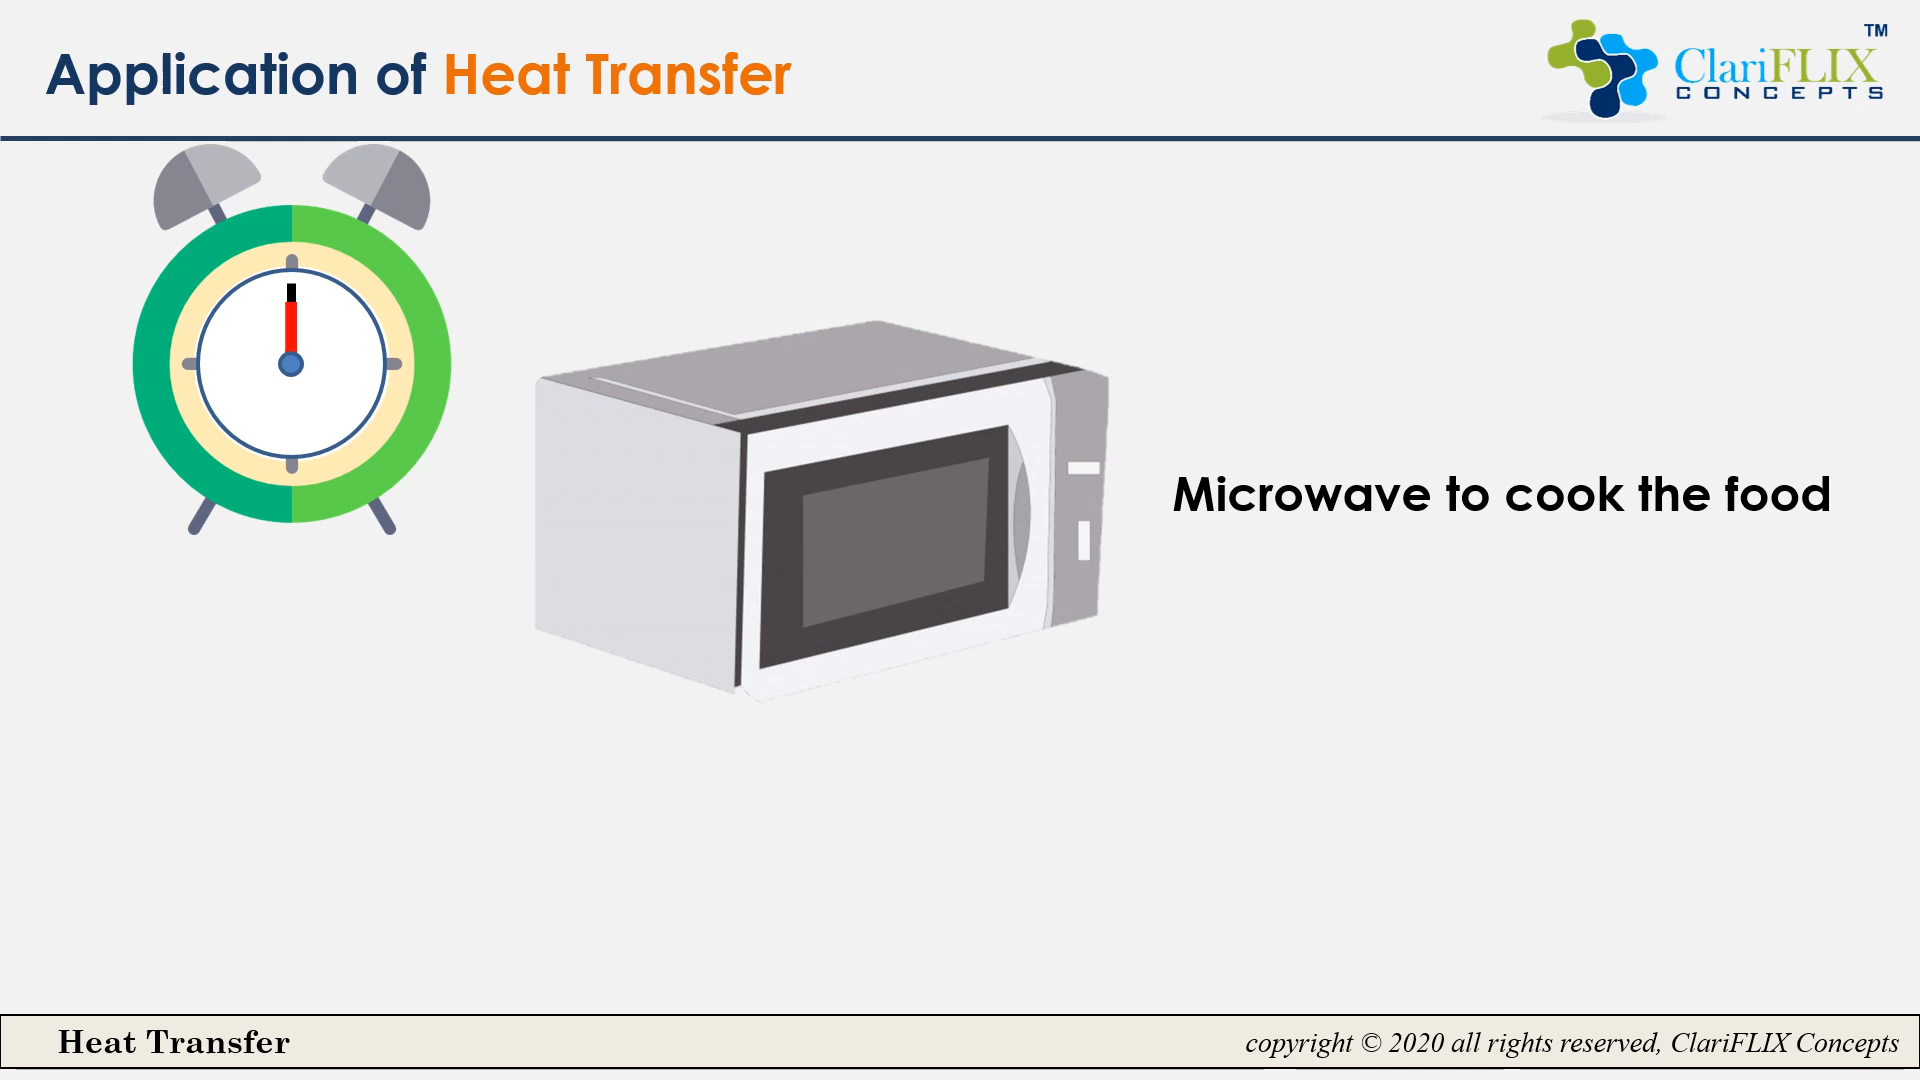 Application of Heat Transfer
TM
ClariFLIX
CONCEPTS
Microwave to cook the food
Heat Transfer
copyright © 2020 all rights reserved, ClariFLIX Concepts